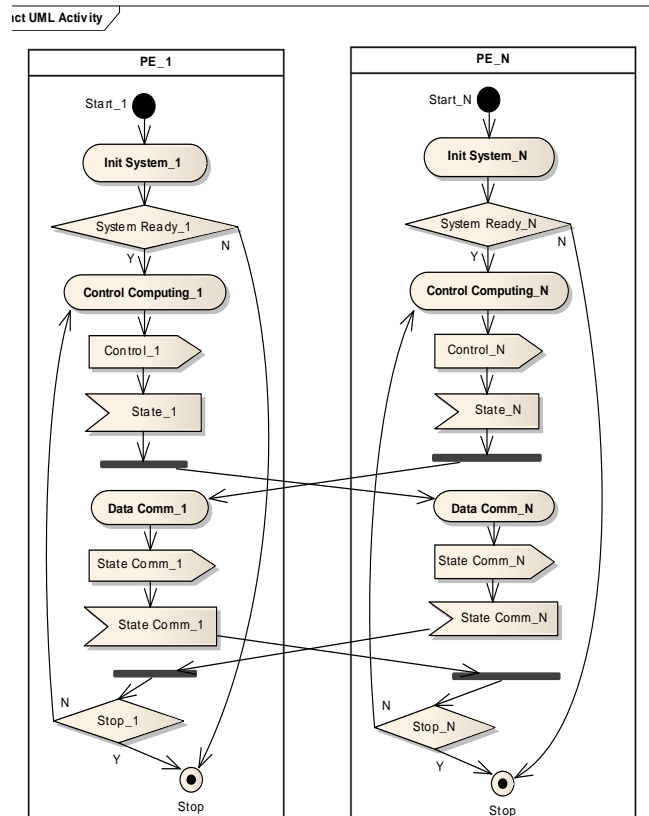 UML Activity
PE_1
Start_1
Init System_1
System Ready_1
N
Y
Control Computing_1
Control_1
State_1
Data Comm_1
State Comm_1
State Comm_1
N
Stop_1
Y
Stop
PE_N
Start_N
Init System_N
System Ready_N
N
Y
Control Computing_N
Control_N
State_N
Data Comm_N
State Comm_N
State Comm_N
N
Stop_N
Y
Stop